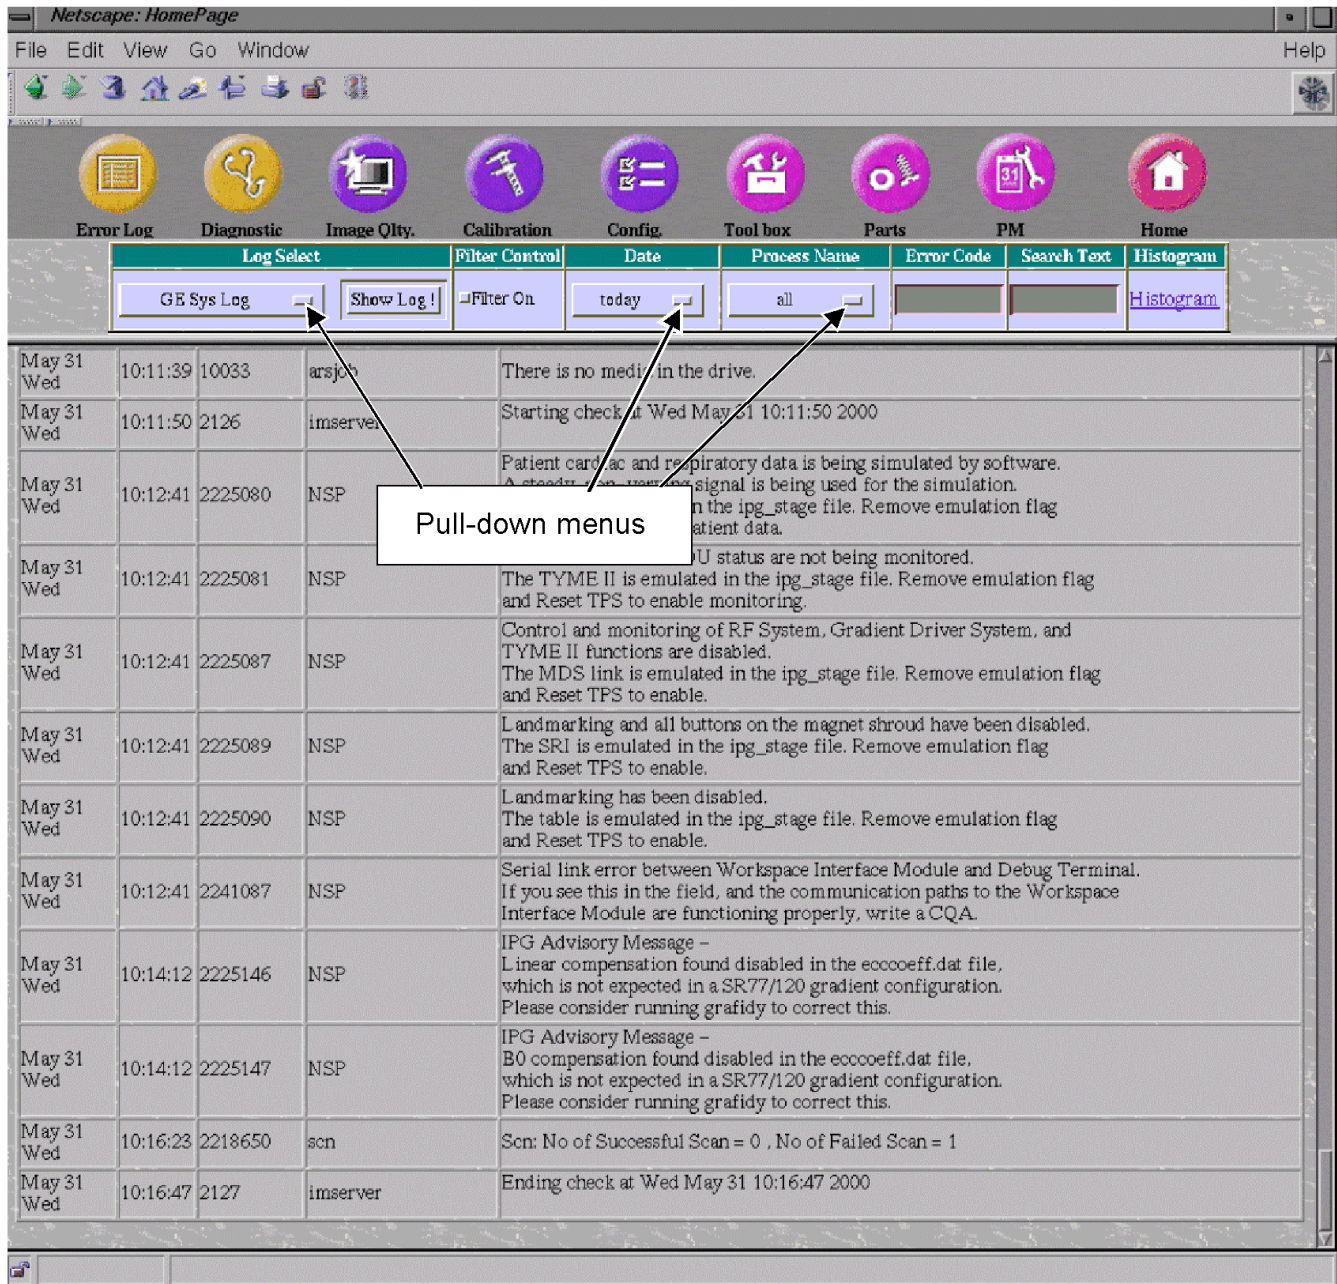 Netscape: HomePage
File Edit View Go Window Help
Error Log Diagnostic Image Qlty. Calibration Config. Tool box Parts PM Home
31
Log Select Filter Control Date Process Name Error Code Search Text Histogram
GE Sys Log Show Log! Filter On today all Histogram
May 31 Wed 10:11:39 10033 arsjob There is no media in the drive.
May 31 Wed 10:11:50 2126 imserver Starting check at Wed May 31 10:11:50 2000
May 31 Wed 10:12:41 2225080 NSP Patient cardiac and respiratory data is being simulated by software.
A steady, non-varying signal is being used for the simulation.
n the ipg_stage file. Remove emulation flag
atient data.
Pull-down menus
May 31 Wed 10:12:41 2225081 NSP U status are not being monitored.
The TYME II is emulated in the ipg_stage file. Remove emulation flag
and Reset TPS to enable monitoring.
May 31 Wed 10:12:41 2225087 NSP Control and monitoring of RF System, Gradient Driver System, and
TYME II functions are disabled.
The MDS link is emulated in the ipg_stage file. Remove emulation flag
and Reset TPS to enable.
May 31 Wed 10:12:41 2225089 NSP Landmarking and all buttons on the magnet shroud have been disabled.
The SRI is emulated in the ipg_stage file. Remove emulation flag
and Reset TPS to enable.
May 31 Wed 10:12:41 2225090 NSP Landmarking has been disabled.
The table is emulated in the ipg_stage file. Remove emulation flag
and Reset TPS to enable.
May 31 Wed 10:12:41 2241087 NSP Serial link error between Workspace Interface Module and Debug Terminal.
If you see this in the field, and the communication paths to the Workspace
Interface Module are functioning properly, write a CQA.
May 31 Wed 10:14:12 2225146 NSP IPG Advisory Message –
Linear compensation found disabled in the ecccoeff.dat file,
which is not expected in a SR77/120 gradient configuration.
Please consider running grafidy to correct this.
May 31 Wed 10:14:12 2225147 NSP IPG Advisory Message –
B0 compensation found disabled in the ecccoeff.dat file,
which is not expected in a SR77/120 gradient configuration.
Please consider running grafidy to correct this.
May 31 Wed 10:16:23 2218650 scn Scn: No of Successful Scan = 0 , No of Failed Scan = 1
May 31 Wed 10:16:47 2127 imserver Ending check at Wed May 31 10:16:47 2000